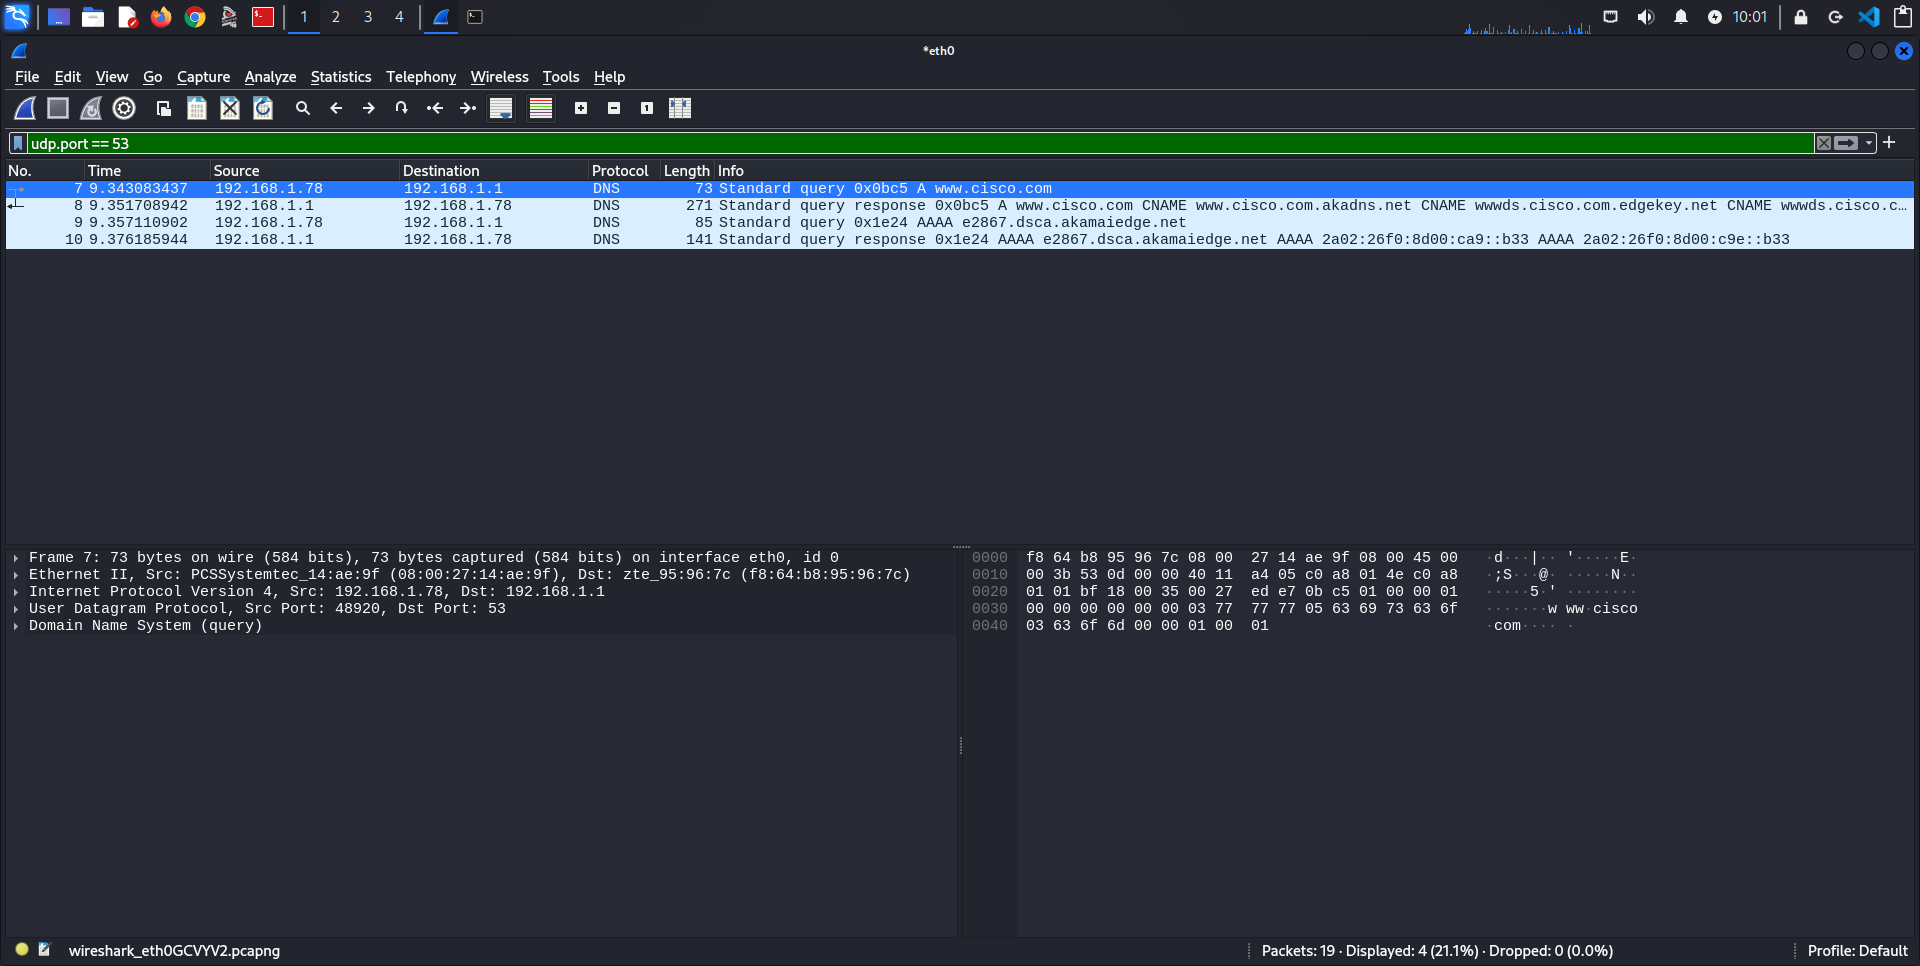 1 2 3 4 10:01
*eth0
File Edit View Go Capture Analyze Statistics Telephony Wireless Tools Help
udp.port == 53
No. Time Source Destination Protocol Length Info
7 9.343083437 192.168.1.78 192.168.1.1 DNS 73 Standard query 0x0bc5 A www.cisco.com
8 9.351708942 192.168.1.1 192.168.1.78 DNS 271 Standard query response 0x0bc5 A www.cisco.com CNAME www.cisco.com.akadns.net CNAME wwwds.cisco.com.edgekey.net CNAME wwwds.cisco.c…
9 9.357110902 192.168.1.78 192.168.1.1 DNS 85 Standard query 0x1e24 AAAA e2867.dsca.akamaiedge.net
10 9.376185944 192.168.1.1 192.168.1.78 DNS 141 Standard query response 0x1e24 AAAA e2867.dsca.akamaiedge.net AAAA 2a02:26f0:8d00:ca9::b33 AAAA 2a02:26f0:8d00:c9e::b33
Frame 7: 73 bytes on wire (584 bits), 73 bytes captured (584 bits) on interface eth0, id 0
Ethernet II, Src: PCSSystemtec_14:ae:9f (08:00:27:14:ae:9f), Dst: zte_95:96:7c (f8:64:b8:95:96:7c)
Internet Protocol Version 4, Src: 192.168.1.78, Dst: 192.168.1.1
User Datagram Protocol, Src Port: 48920, Dst Port: 53
Domain Name System (query)
0000 f8 64 b8 95 96 7c 08 00 27 14 ae 9f 08 00 45 00 ·d···|·· '·····E·
0010 00 3b 53 0d 00 00 40 11 a4 05 c0 a8 01 4e c0 a8 ·;S···@· ·····N··
0020 01 01 bf 18 00 35 00 27 ed e7 0b c5 01 00 00 01 ·····5·' ········
0030 00 00 00 00 00 00 03 77 77 77 05 63 69 73 63 6f ·······w ww·cisco
0040 03 63 6f 6d 00 00 01 00 01 ·com···· ·
wireshark_eth0GCVYV2.pcapng Packets: 19 · Displayed: 4 (21.1%) · Dropped: 0 (0.0%) Profile: Default